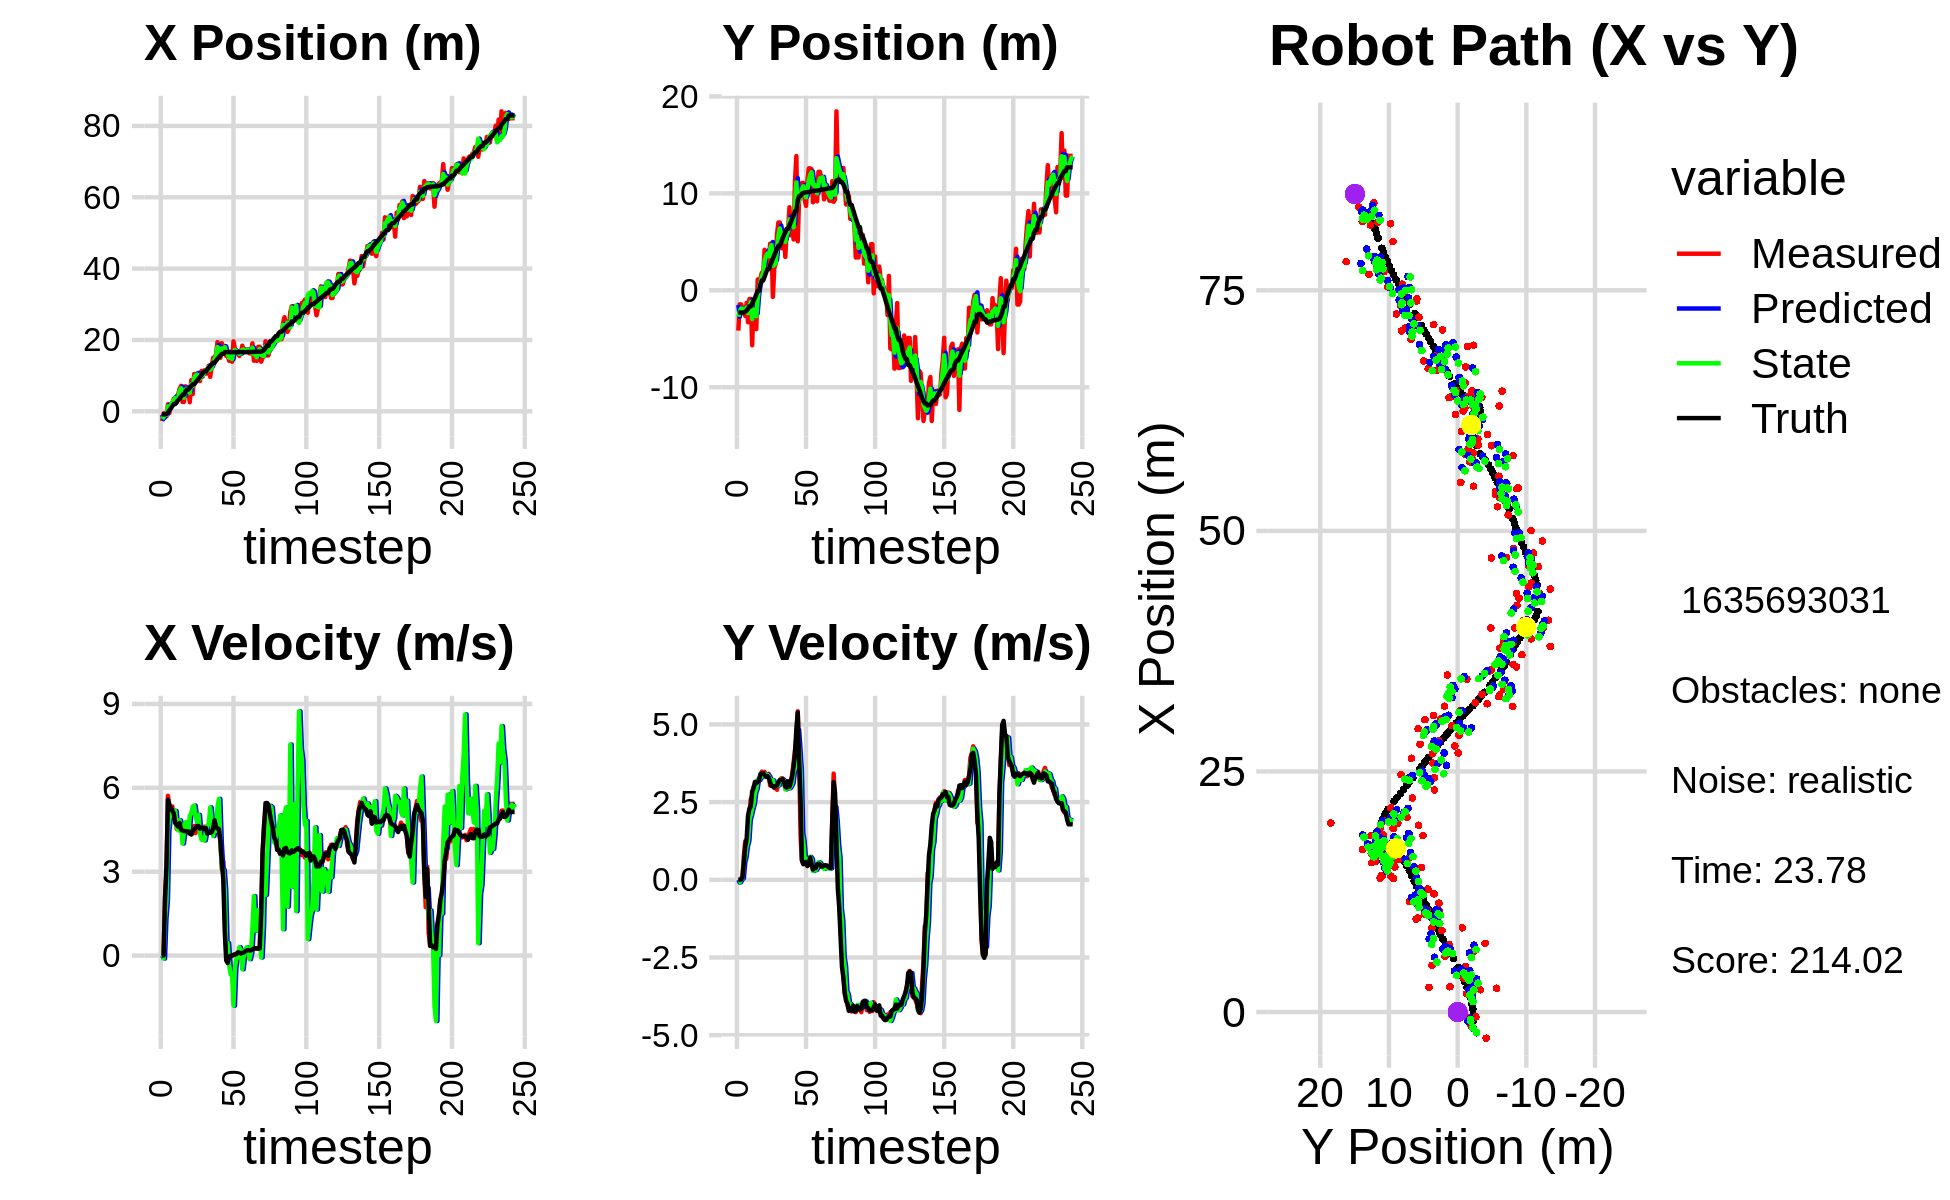 X Position (m)
80
60
40
20
0
0 50 100 150 200 250
timestep
Y Position (m)
20
10
0
-10
0 50 100 150 200 250
timestep
X Velocity (m/s)
9
6
3
0
0 50 100 150 200 250
timestep
Y Velocity (m/s)
5.0
2.5
0.0
-2.5
-5.0
0 50 100 150 200 250
timestep
Robot Path (X vs Y)
X Position (m)
75
50
25
0
20 10 0 -10 -20
Y Position (m)
variable
Measured
Predicted
State
Truth
1635693031
Obstacles: none
Noise: realistic
Time: 23.78
Score: 214.02